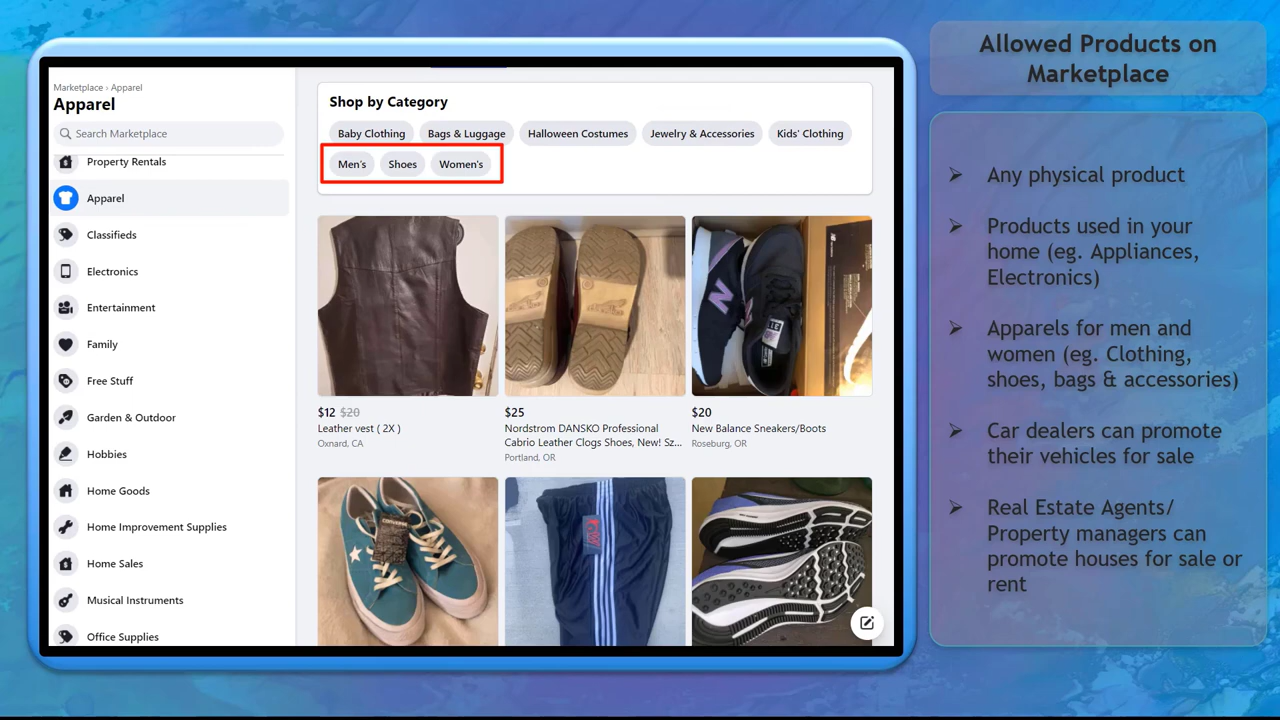 Allowed Products on
Marketplace
Marketplace › Apparel
Apparel
Search Marketplace
Property Rentals
Apparel
Classifieds
Electronics
Entertainment
Family
Free Stuff
Garden & Outdoor
Hobbies
Home Goods
Home Improvement Supplies
Home Sales
Musical Instruments
Office Supplies
Shop by Category
Baby Clothing Bags & Luggage Halloween Costumes Jewelry & Accessories Kids' Clothing
Men's Shoes Women's
$12 $20
Leather vest ( 2X )
Oxnard, CA
$25
Nordstrom DANSKO Professional
Cabrio Leather Clogs Shoes, New! Sz...
Portland, OR
$20
New Balance Sneakers/Boots
Roseburg, OR
Any physical product
Products used in your
home (eg. Appliances,
Electronics)
Apparels for men and
women (eg. Clothing,
shoes, bags & accessories)
Car dealers can promote
their vehicles for sale
Real Estate Agents/
Property managers can
promote houses for sale or
rent